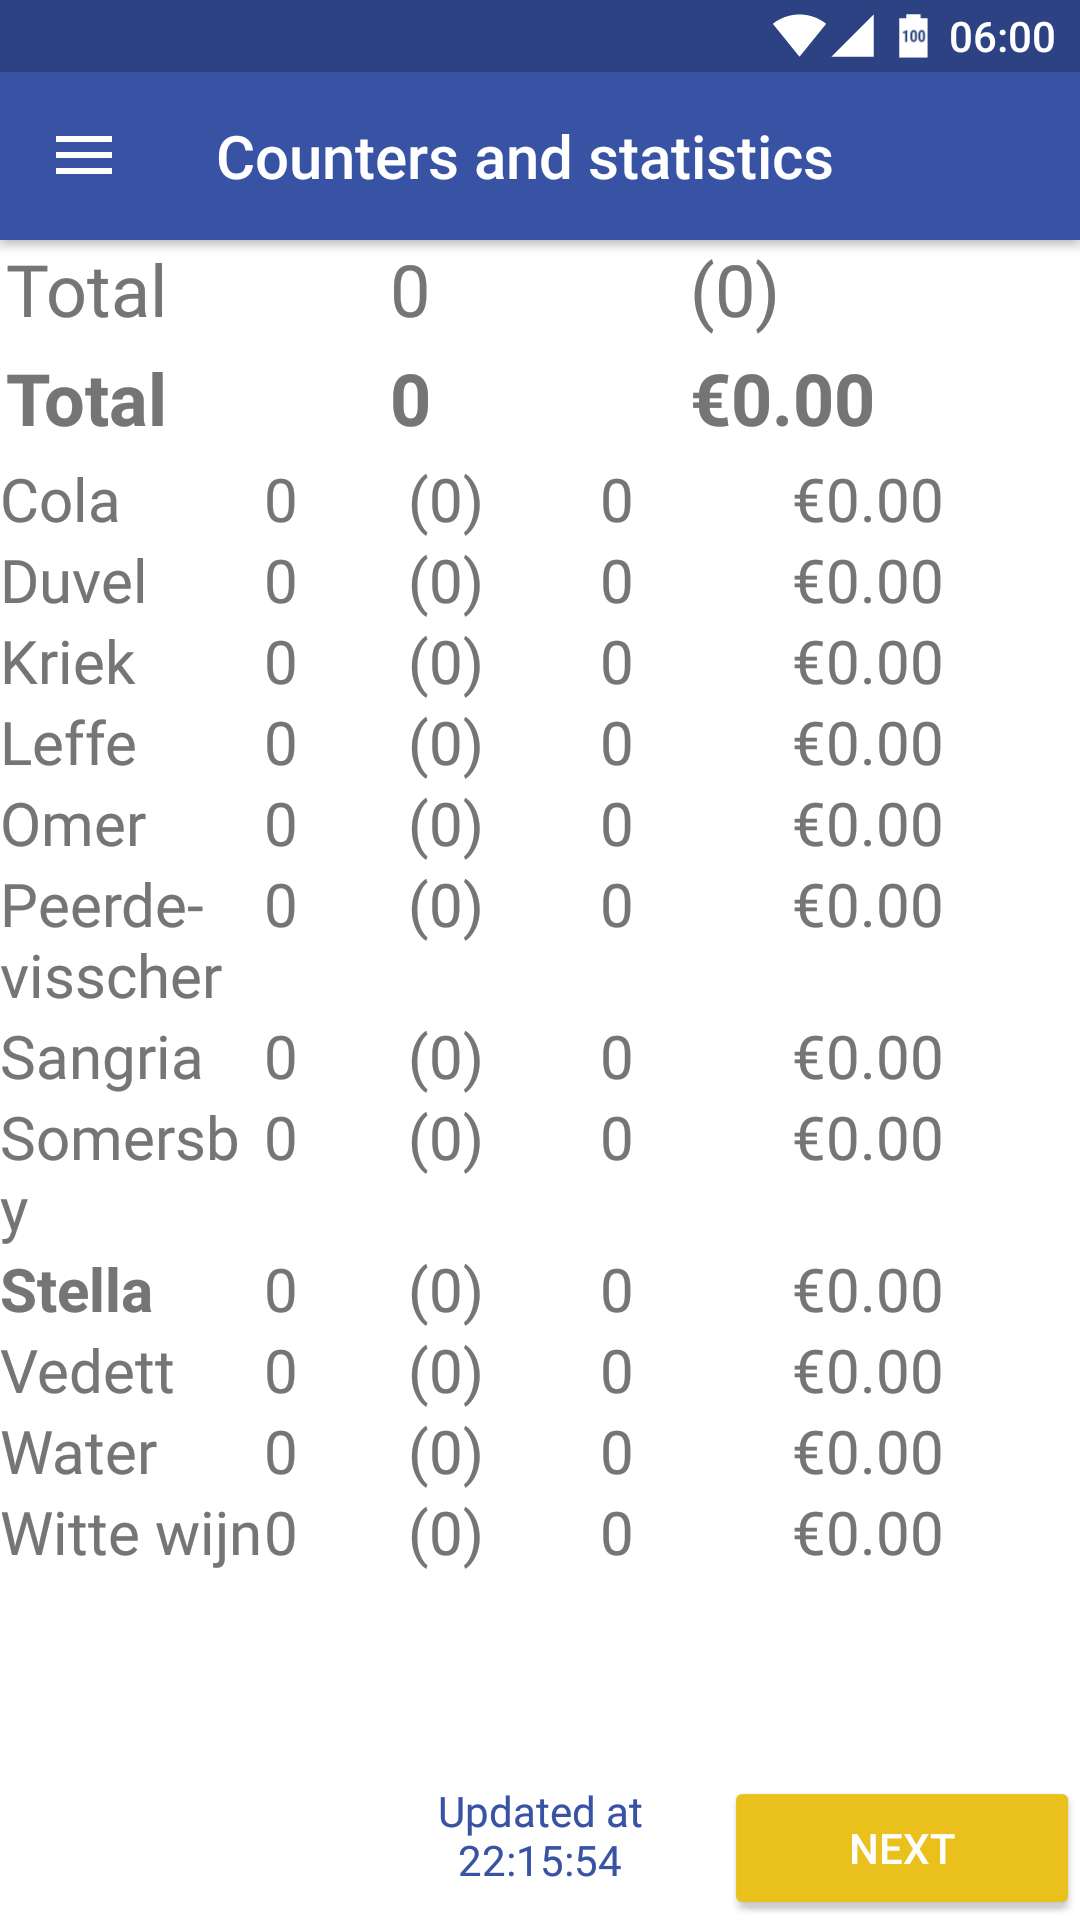 100 06:00
Counters and statistics
Total 0 (0)
Total 0 €0.00
Cola 0 (0) 0 €0.00
Duvel 0 (0) 0 €0.00
Kriek 0 (0) 0 €0.00
Leffe 0 (0) 0 €0.00
Omer 0 (0) 0 €0.00
Peerde- 0 (0) 0 €0.00
visscher
Sangria 0 (0) 0 €0.00
Somersb 0 (0) 0 €0.00
y
Stella 0 (0) 0 €0.00
Vedett 0 (0) 0 €0.00
Water 0 (0) 0 €0.00
Witte wijn 0 (0) 0 €0.00
Updated at
22:15:54
NEXT